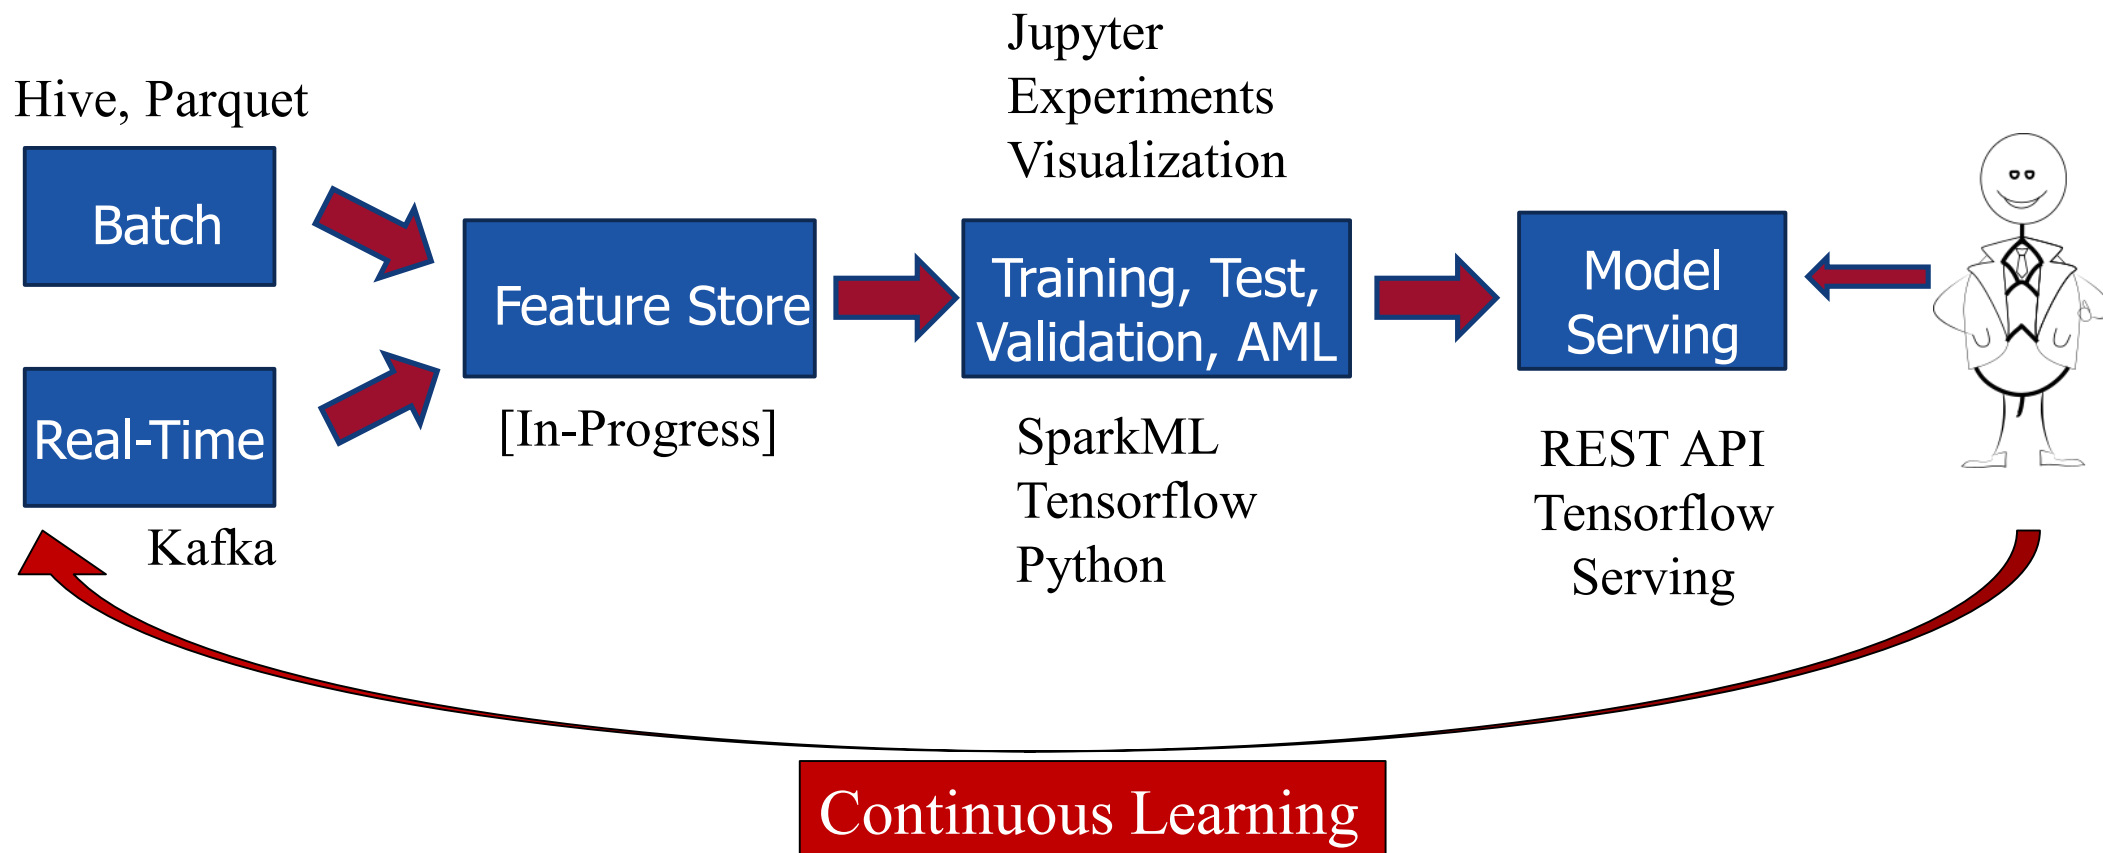 Hive, Parquet
Batch
Real-Time
Kafka
Feature Store
[In-Progress]
Jupyter
Experiments
Visualization
Training, Test,
Validation, AML
SparkML
Tensorflow
Python
Model
Serving
REST API
Tensorflow
Serving
Continuous Learning